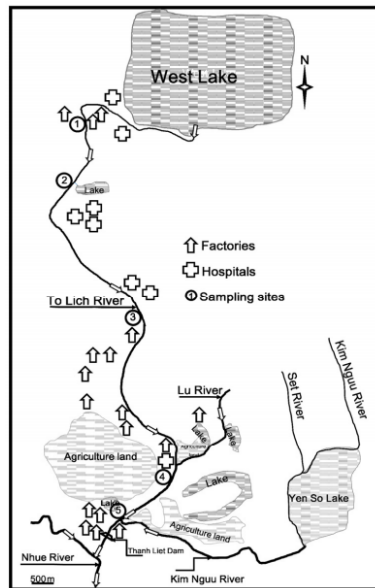 West Lake
N
1
2
Lake
Factories
Hospitals
1 Sampling sites
To Lich River
3
Lu River
Set River
Kim Nguu River
Lake
Lake
Agriculture land
4
Lake
Yen So Lake
Lake
5
Agriculture land
Nhue River
Thanh Liet Dam
Kim Nguu River
500m